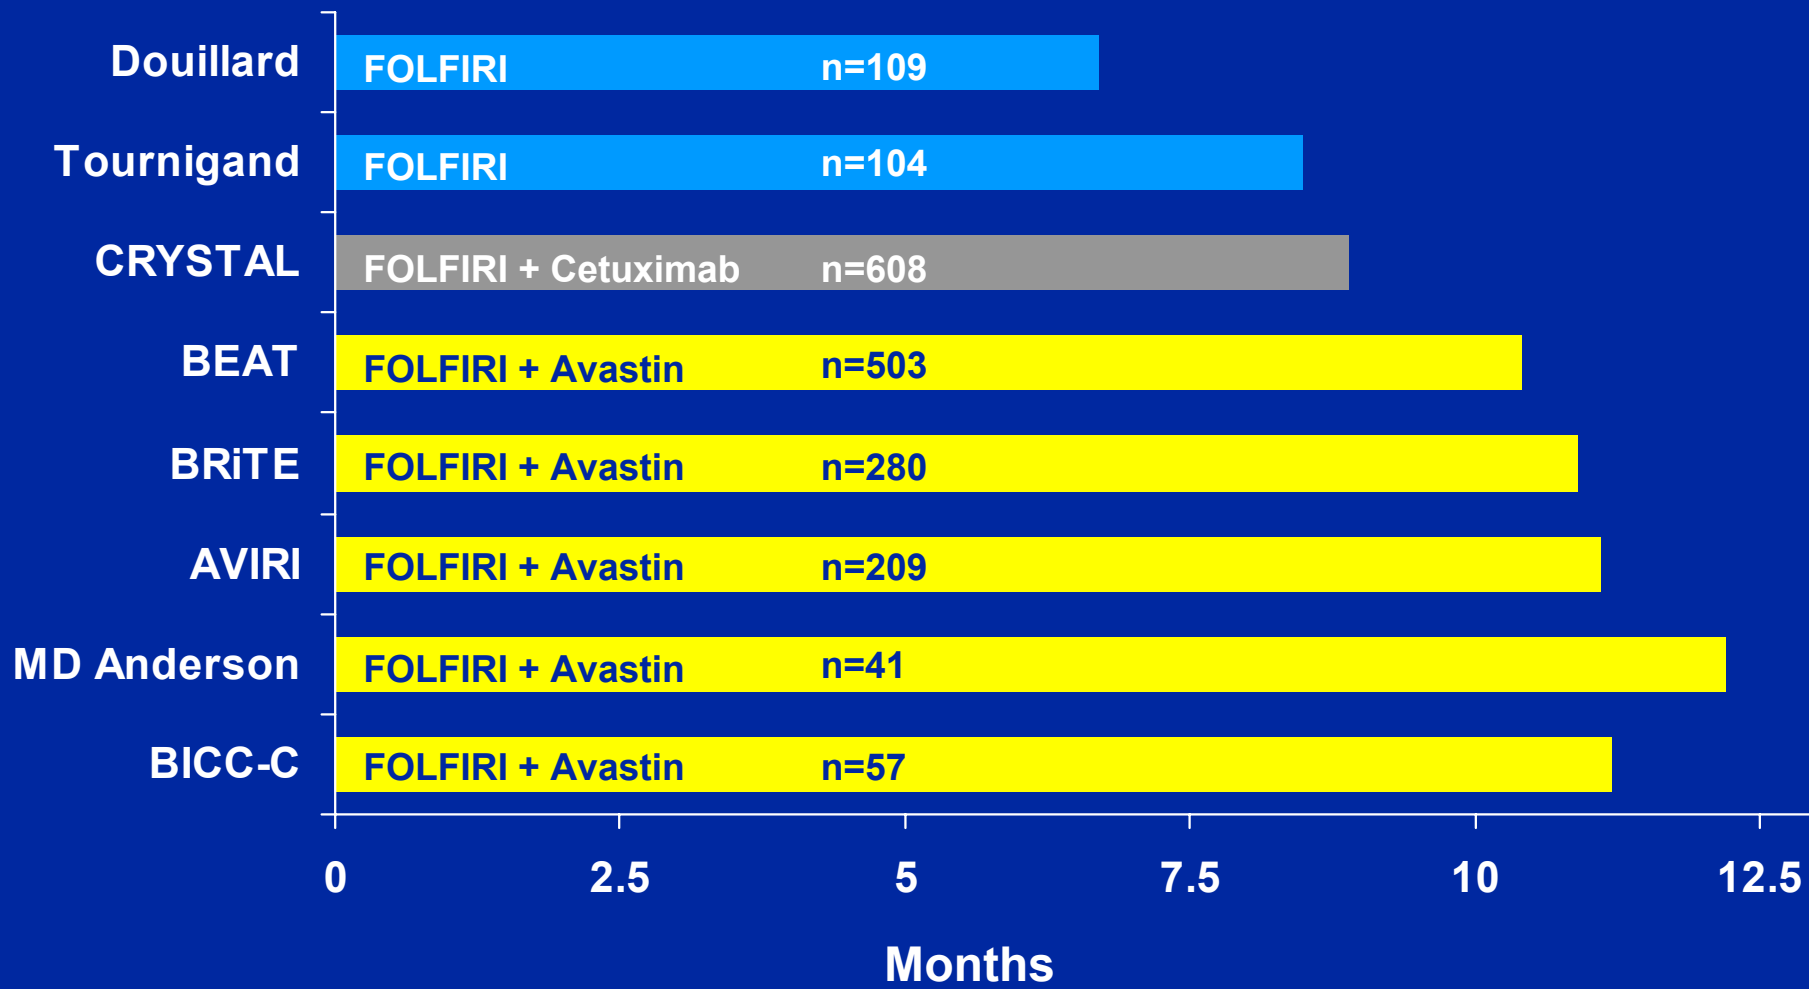 Douillard FOLFIRI n=109
Tournigand FOLFIRI n=104
CRYSTAL FOLFIRI + Cetuximab n=608
BEAT FOLFIRI + Avastin n=503
BRiTE FOLFIRI + Avastin n=280
AVIRI FOLFIRI + Avastin n=209
MD Anderson FOLFIRI + Avastin n=41
BICC-C FOLFIRI + Avastin n=57
0 2.5 5 7.5 10 12.5
Months